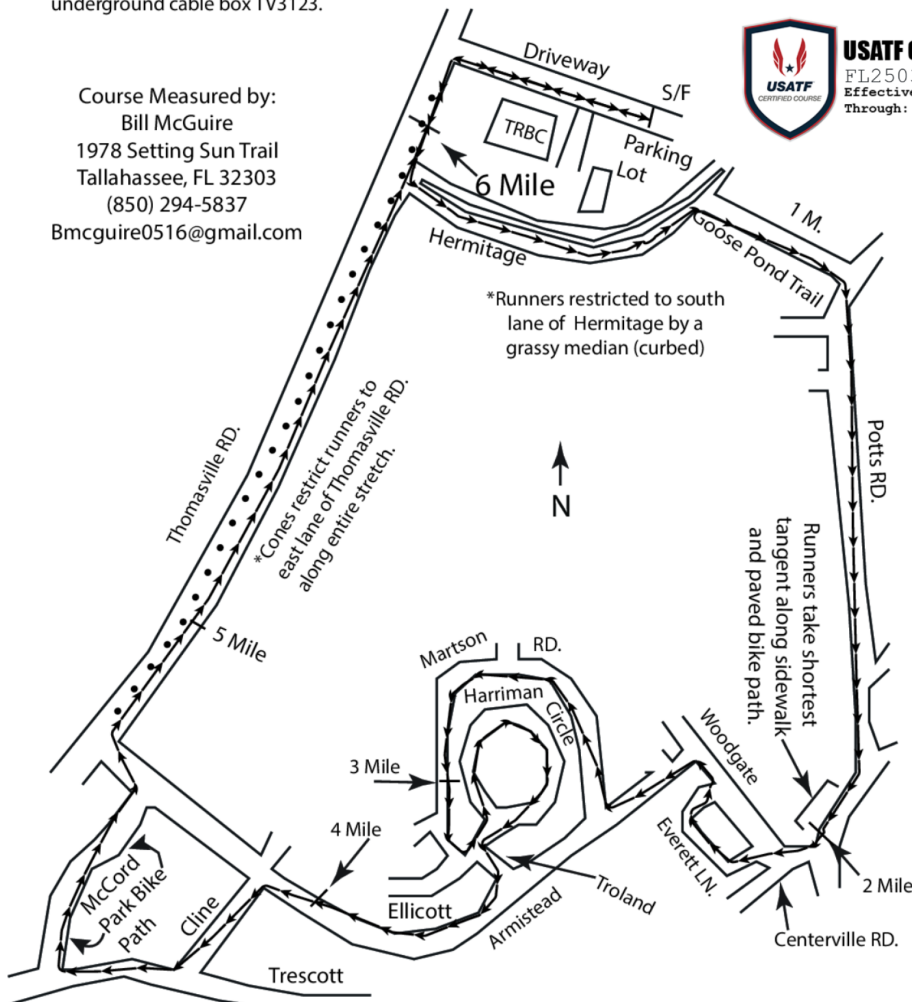 underground cable box TV3123.
Course Measured by:
Bill McGuire
1978 Setting Sun Trail
Tallahassee, FL 32303
(850) 294-5837
Bmcguire0516@gmail.com
USATF
CERTIFIED COURSE
USATF
Effective
Through:
Driveway
S/F
TRBC
Parking
Lot
6 Mile
Hermitage
1 M.
Goose Pond Trail
*Runners restricted to south
lane of Hermitage by a
grassy median (curbed)
Thomasville RD.
*Cones restrict runners to
east lane of Thomasville RD.
along entire stretch.
N
Potts RD.
Runners take shortest
tangent along sidewalk
and paved bike path.
5 Mile
Martson RD.
Harriman
Circle
Woodgate
3 Mile
4 Mile
Everett LN.
2 Mile
McCord
Park Bike
Path
Cline
Ellicott
Troland
Armistead
Centerville RD.
Trescott